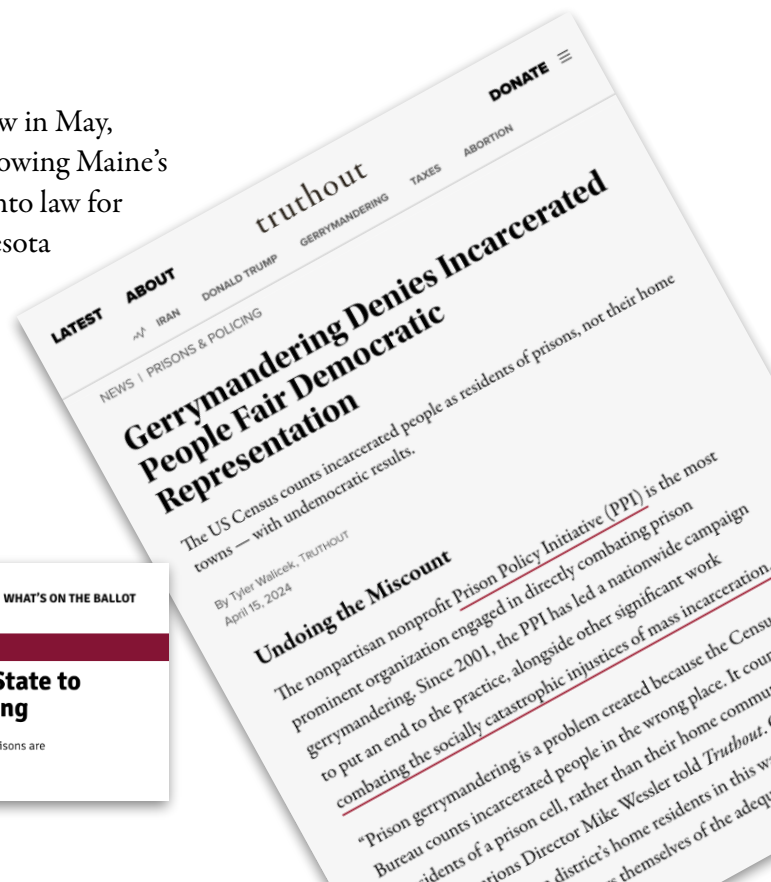 w in May,
owing Maine's
nto law for
esota
DONATE
truthout
LATEST ABOUT
IRAN DONALD TRUMP GERRYMANDERING TAXES ABORTION
NEWS | PRISONS & POLICING
Gerrymandering Denies Incarcerated
People Fair Democratic
Representation
The US Census counts incarcerated people as residents of prisons, not their home
towns — with undemocratic results.
By Tyler Walicek, TRUTHOUT
April 15, 2024
Undoing the Miscount
The nonpartisan nonprofit Prison Policy Initiative (PPI) is the most
prominent organization engaged in directly combating prison
gerrymandering. Since 2001, the PPI has led a nationwide campaign
to put an end to the practice, alongside other significant work
combating the socially catastrophic injustices of mass incarceration.
“Prison gerrymandering is a problem created because the Censu
Bureau counts incarcerated people in the wrong place. It coun
idents of a prison cell, rather than their home commu
tions Director Mike Wessler told Truthout.
district's home residents in this wa
s themselves of the adeq
WHAT'S ON THE BALLOT
State to
ng
isons are